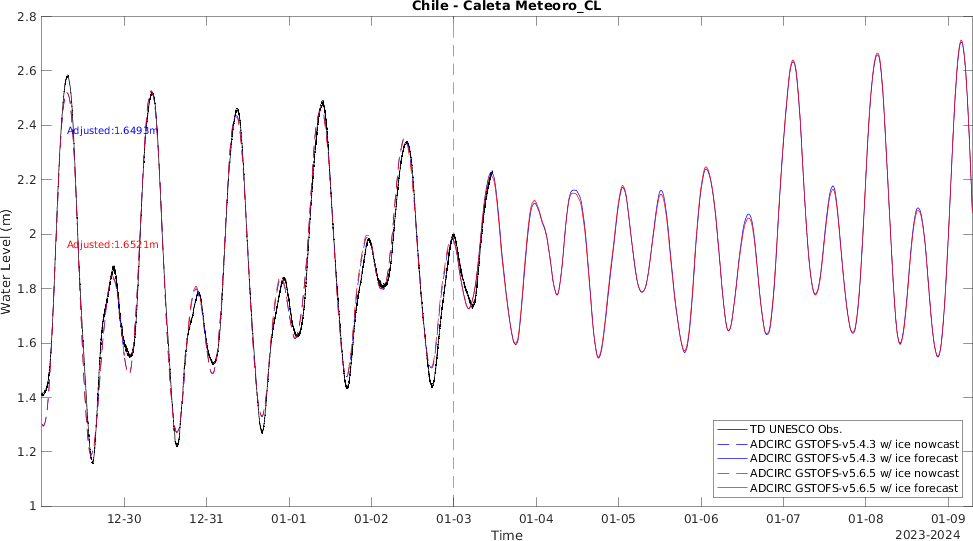 Chile - Caleta Meteoro_CL
Water Level (m)
2.8
2.6
2.4
2.2
2
1.8
1.6
1.4
1.2
1
Adjusted:1.6493m
Adjusted:1.6521m
TD UNESCO Obs.
ADCIRC GSTOFS-v5.4.3 w/ ice nowcast
ADCIRC GSTOFS-v5.4.3 w/ ice forecast
ADCIRC GSTOFS-v5.6.5 w/ ice nowcast
ADCIRC GSTOFS-v5.6.5 w/ ice forecast
12-30 12-31 01-01 01-02 01-03 01-04 01-05 01-06 01-07 01-08 01-09
Time
2023-2024